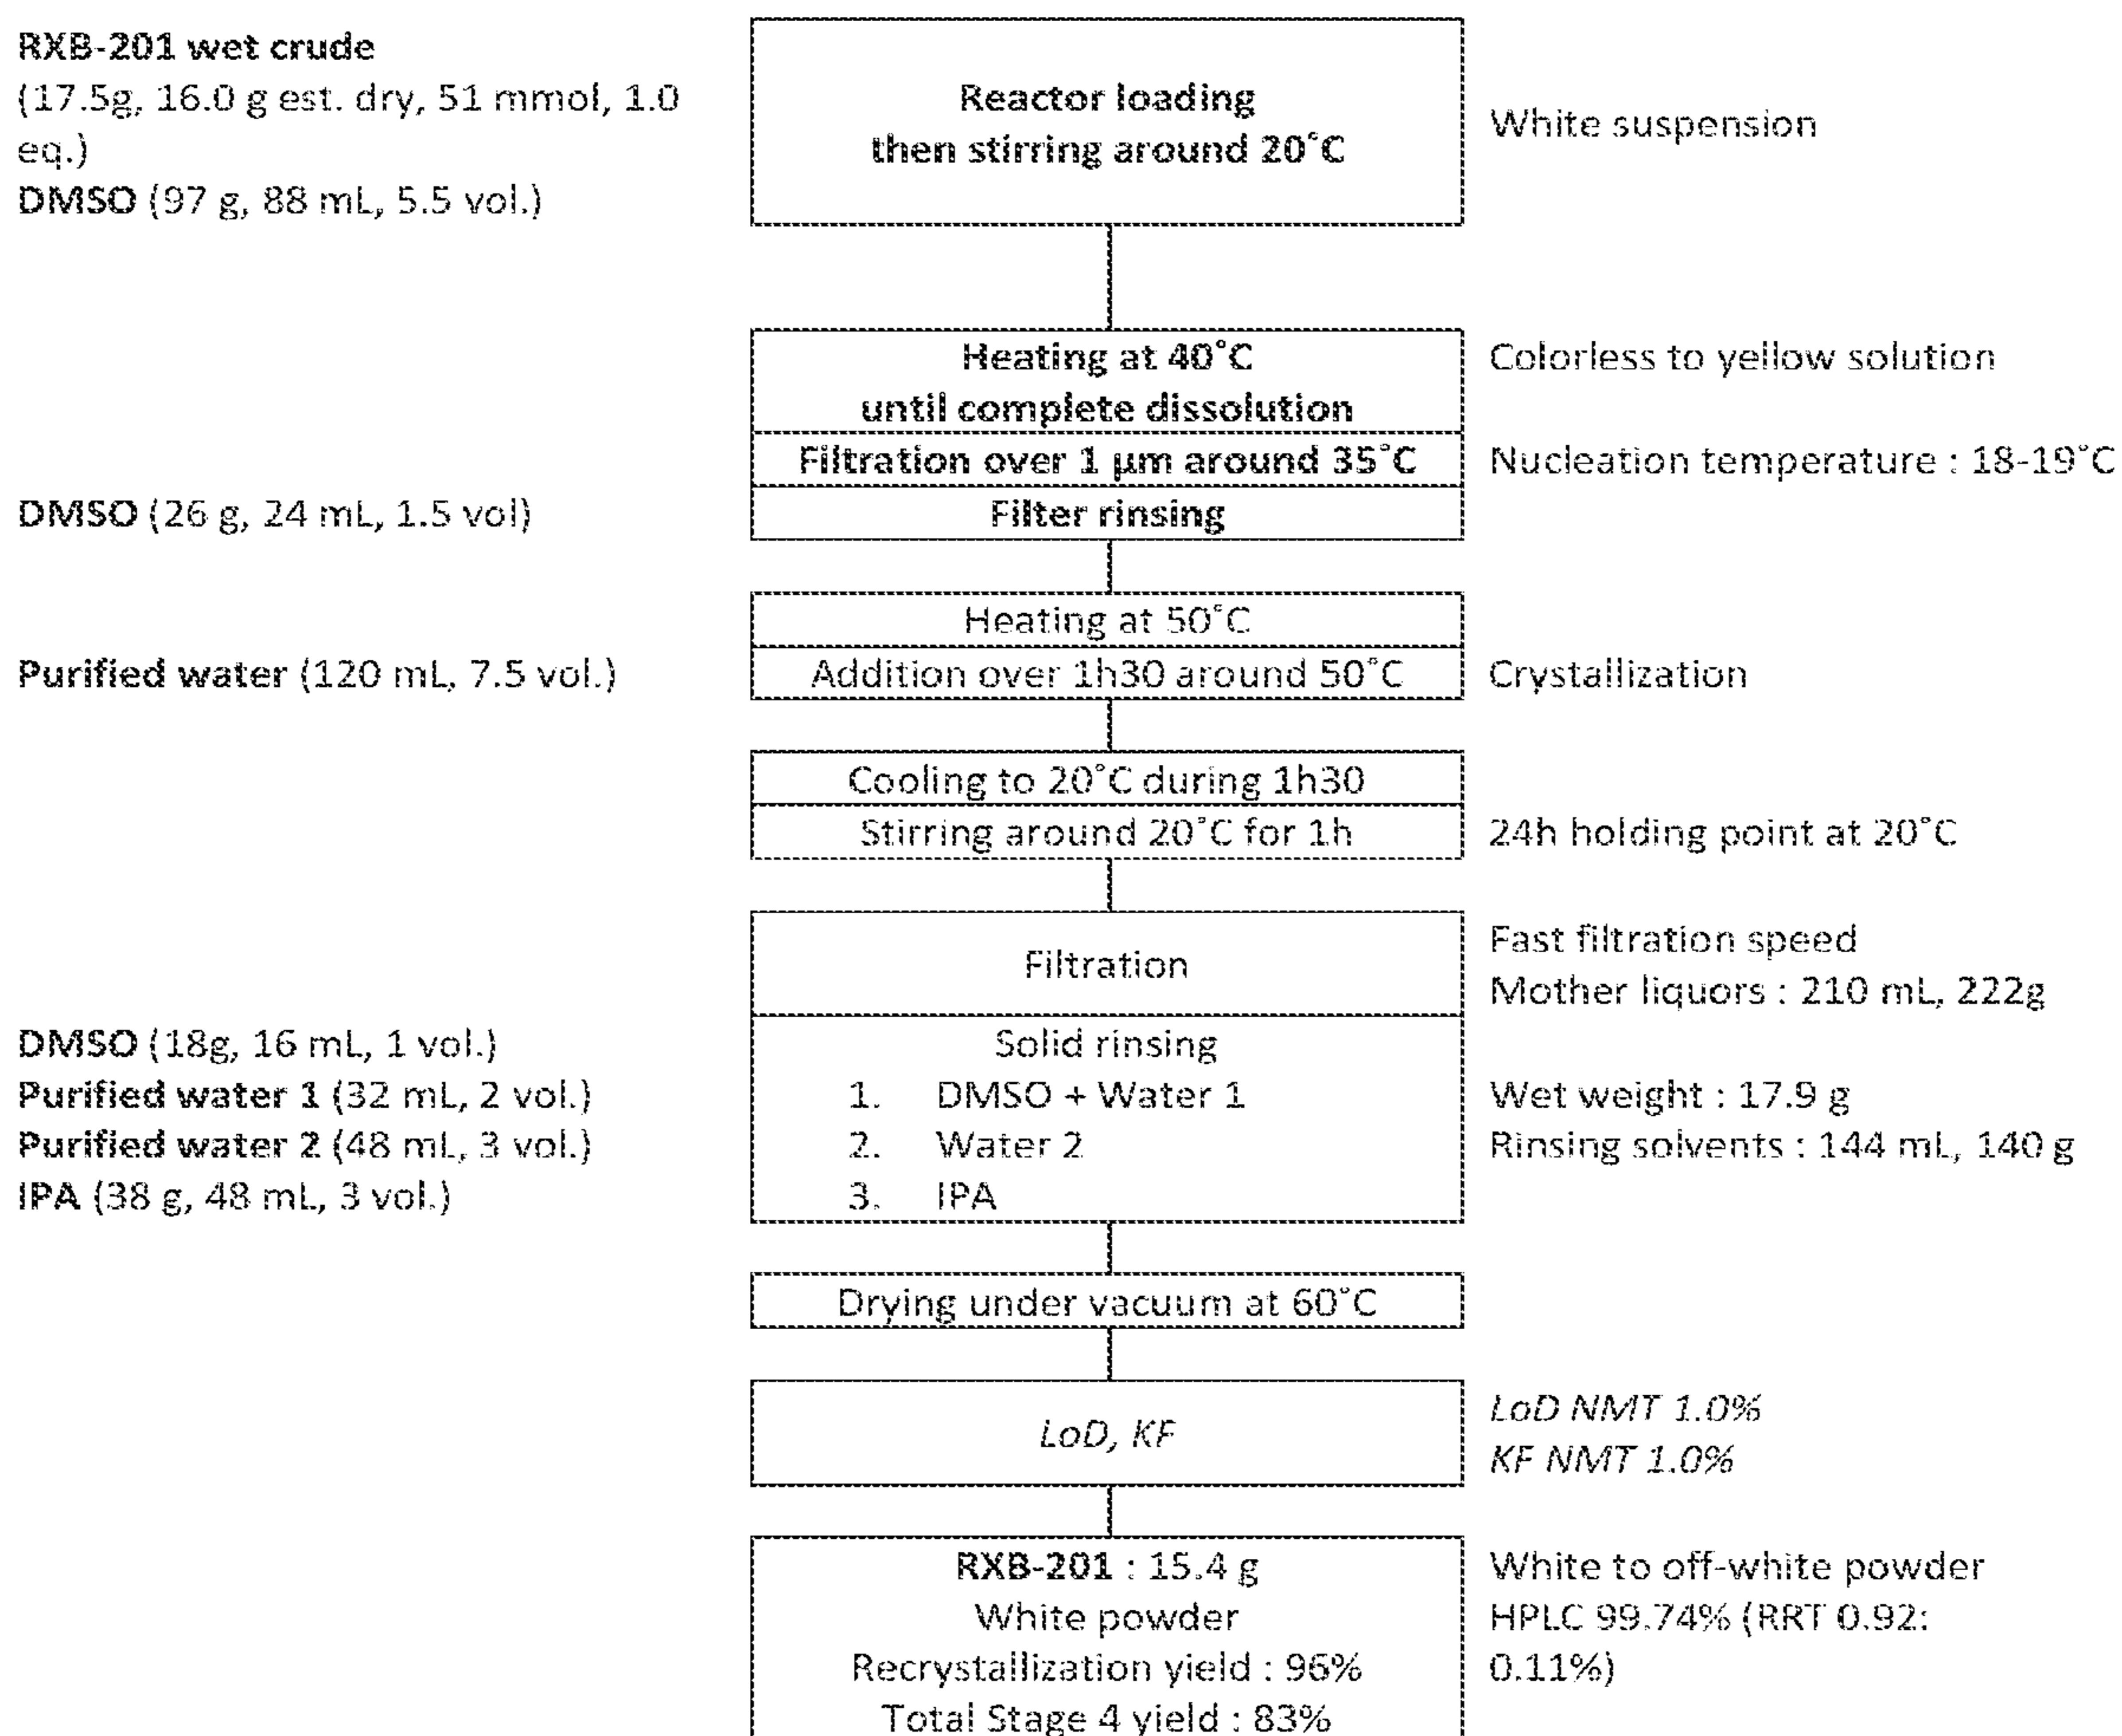 RXB-201 wet crude
(17.5g, 16.0 g est. dry, 51 mmol, 1.0
eq.)
DMSO (97 g, 88 mL, 5.5 vol.)
Reactor loading
then stirring around 20°C
White suspension
Heating at 40°C
until complete dissolution
Colorless to yellow solution
Filtration over 1 µm around 35°C
Nucleation temperature : 18-19°C
DMSO (26 g, 24 mL, 1.5 vol)
Filter rinsing
Heating at 50°C
Purified water (120 mL, 7.5 vol.)
Addition over 1h30 around 50°C
Crystallization
Cooling to 20°C during 1h30
Stirring around 20°C for 1h
24h holding point at 20°C
Filtration
Fast filtration speed
Mother liquors : 210 mL, 222g
DMSO (18g, 16 mL, 1 vol.)
Purified water 1 (32 mL, 2 vol.)
Purified water 2 (48 mL, 3 vol.)
IPA (38 g, 48 mL, 3 vol.)
Solid rinsing
1. DMSO + Water 1
2. Water 2
3. IPA
Wet weight : 17.9 g
Rinsing solvents : 144 mL, 140 g
Drying under vacuum at 60°C
LoD, KF
LoD NMT 1.0%
KF NMT 1.0%
RXB-201 : 15.4 g
White powder
Recrystallization yield : 96%
Total Stage 4 yield : 83%
White to off-white powder
HPLC 99.74% (RRT 0.92:
0.11%)